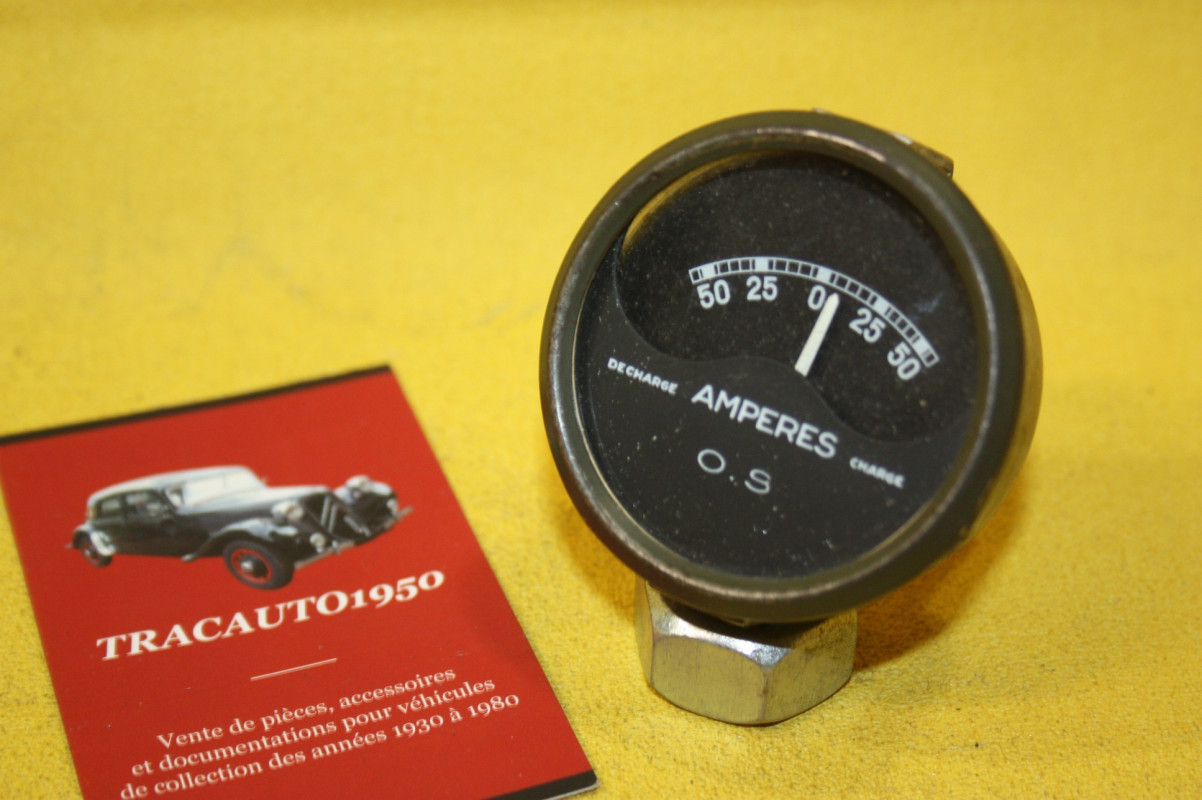 50 25 0 25 50
DECHARGE AMPERES CHARGE
O.S
TRACAUTO1950
Vente de pièces, accessoires
et documentations pour véhicules
de collection des années 1930 à 1980